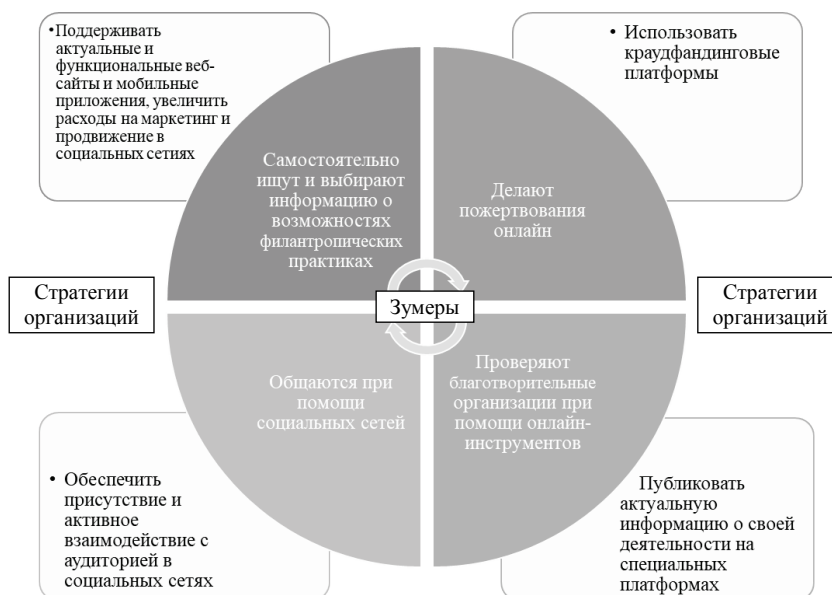 •Поддерживать
актуальные и
функциональные веб-
сайты и мобильные
приложения, увеличить
расходы на маркетинг и
продвижение в
социальных сетиях
• Использовать
краудфандинговые
платформы
Самостоятельно
ищут и выбирают
информацию о
возможностях
филантропических
практиках
Делают
пожертвования
онлайн
Стратегии
организаций
Зумеры
Стратегии
организаций
Общаются при
помощи
социальных сетей
Проверяют
благотворительные
организации при
помощи онлайн-
инструментов
• Обеспечить
присутствие и
активное
взаимодействие с
аудиторией в
социальных сетях
Публиковать
актуальную
информацию о своей
деятельности на
специальных
платформах